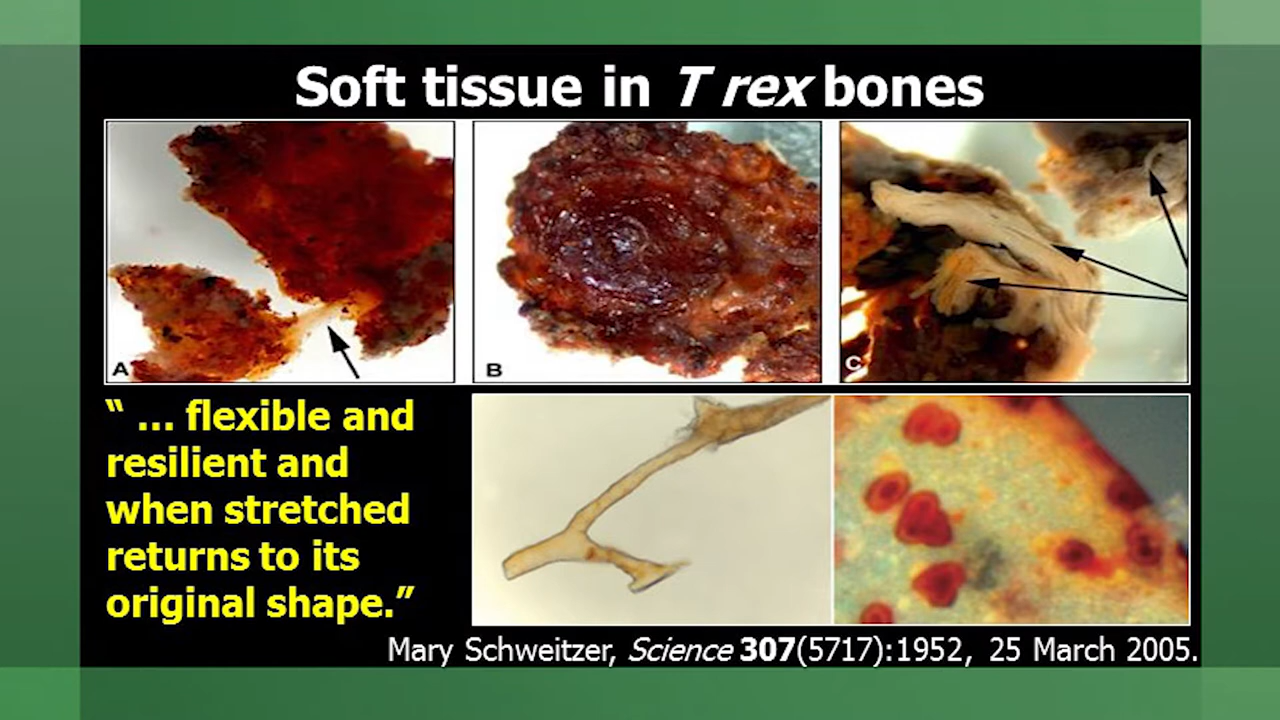 Soft tissue in T rex bones
A
B
C
“ ... flexible and
resilient and
when stretched
returns to its
original shape.”
Mary Schweitzer, Science 307(5717):1952, 25 March 2005.